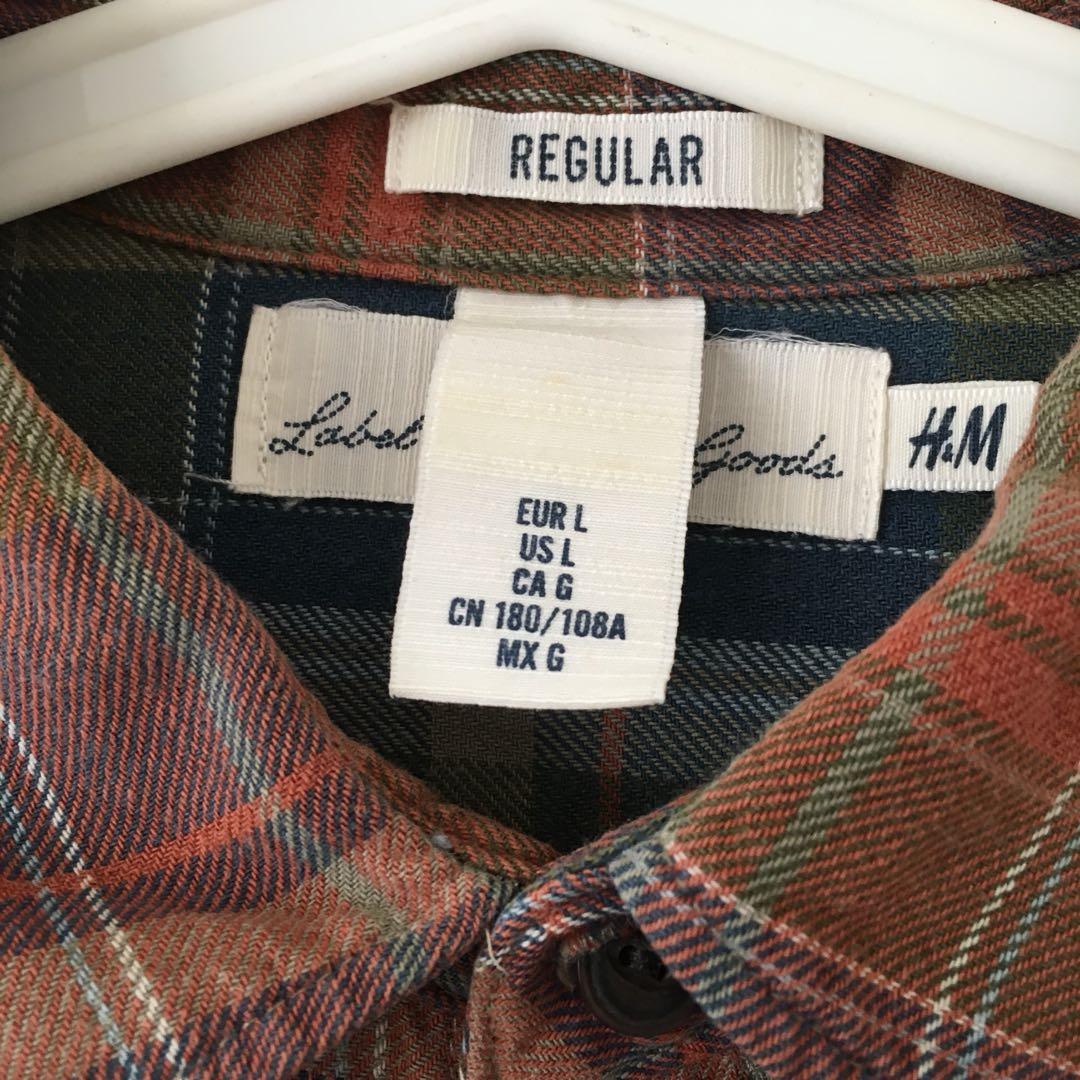 REGULAR
Label Goods
H&M
EUR L
US L
CA G
CN 180/108A
MX G